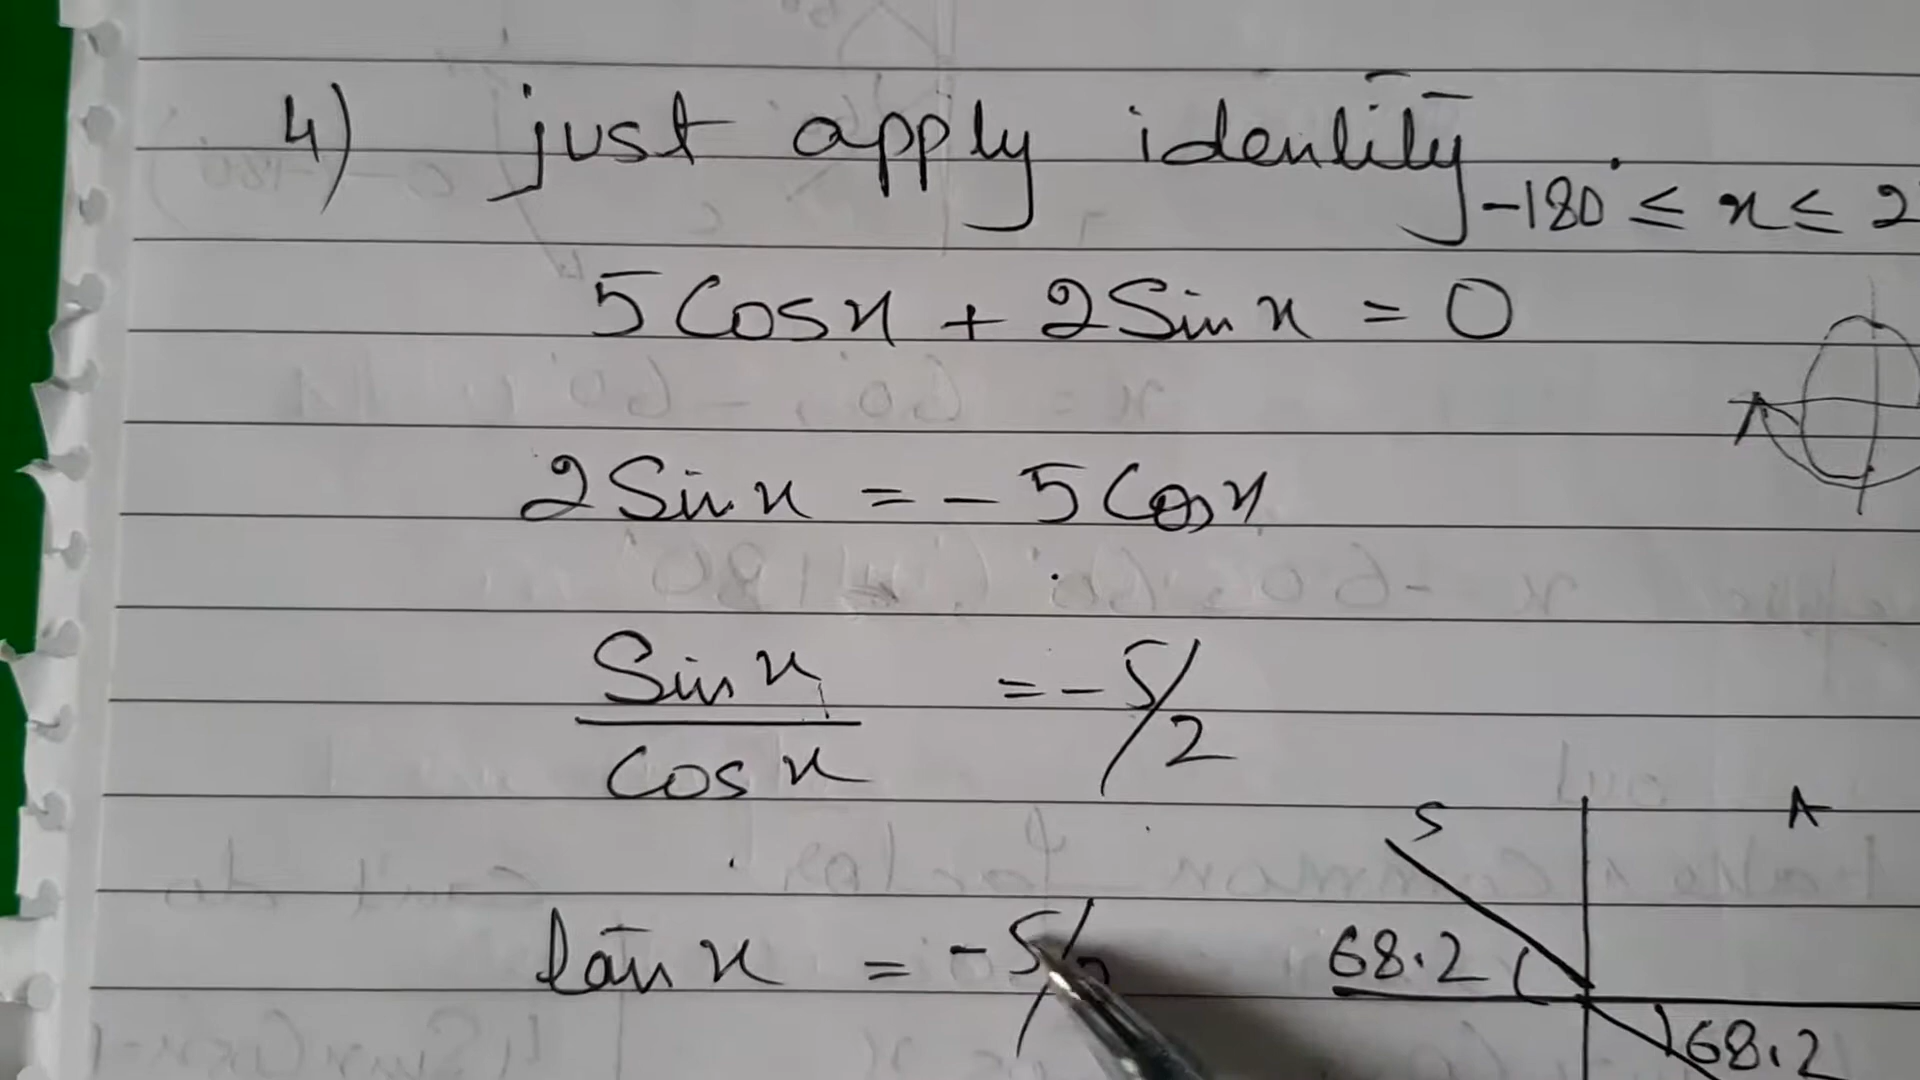 4) just apply identity.
-180° ≤ x ≤ 2
5 Cos x + 2 Sin x = 0
2 Sin x = - 5 Cos x
Sin x / Cos x = - 5/2
S A
tan x = - 5/
68.2
68.2